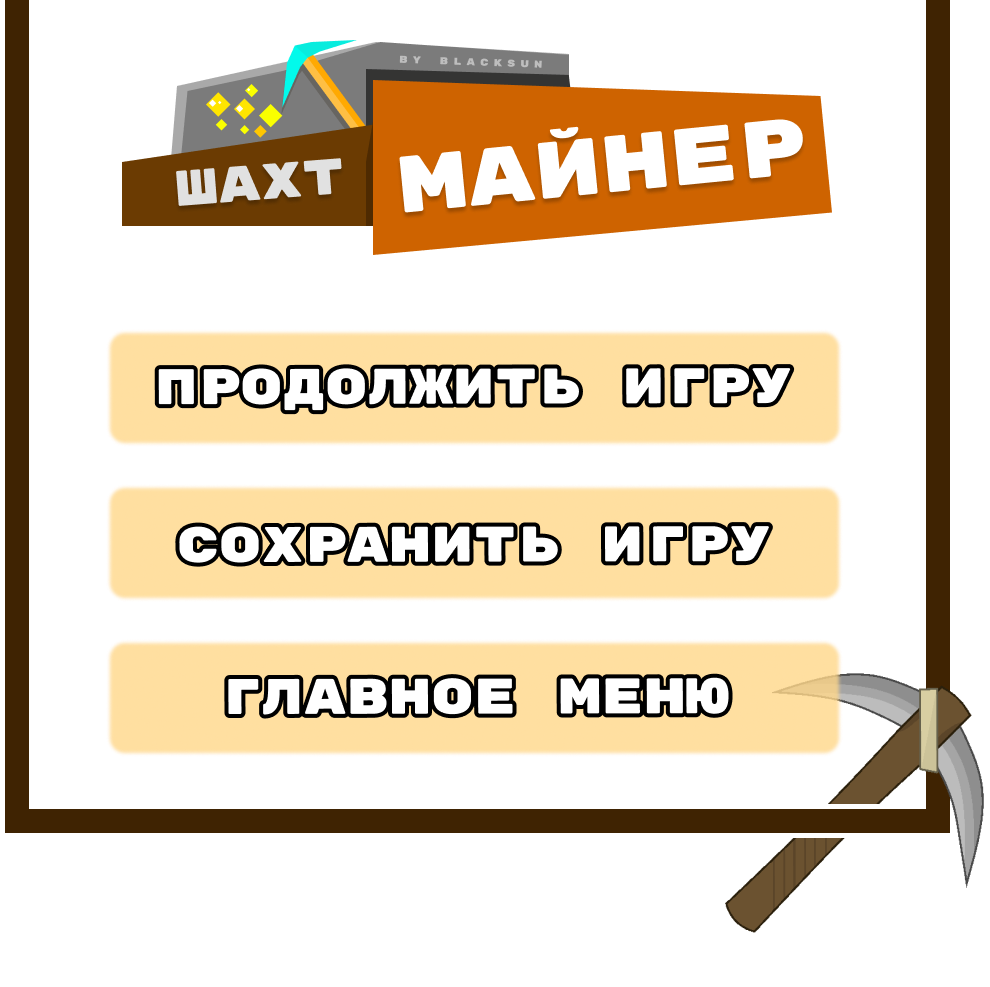 BY BLACKSUN
ШАХТ
МАЙНЕР
ПРОДОЛЖИТЬ ИГРУ
СОХРАНИТЬ ИГРУ
ГЛАВНОЕ МЕНЮ